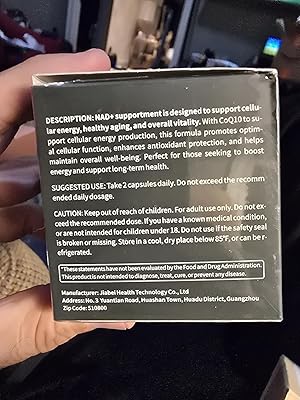 DESCRIPTION: NAD+ supportment is designed to support cellu-
lar energy, healthy aging, and overall vitality. With CoQ10 to su-
pport cellular energy production, this formula promotes optim-
al cellular function, enhances antioxidant protection, and helps
maintain overall well-being. Perfect for those seeking to boost
energy and support long-term health.
SUGGESTED USE: Take 2 capsules daily. Do not exceed the recomm
ended daily dosage.
CAUTION: Keep out of reach of children. For adult use only. Do not ex-
ceed the recommended dose. If you have a known medical condition,
or are not intended for children under 18. Do not use if the safety seal
is broken or missing. Store in a cool, dry place below 85°F, or can be r-
efrigerated.
*These statements have not been evaluated by the Food and Drug Administration.
This product is not intended to diagnose, treat, cure, or prevent any disease.
Manufacturer: Jiabei Health Technology Co., Ltd
Address: No. 3 Yuantian Road, Huashan Town, Huadu District, Guangzhou
Zip Code: 510800